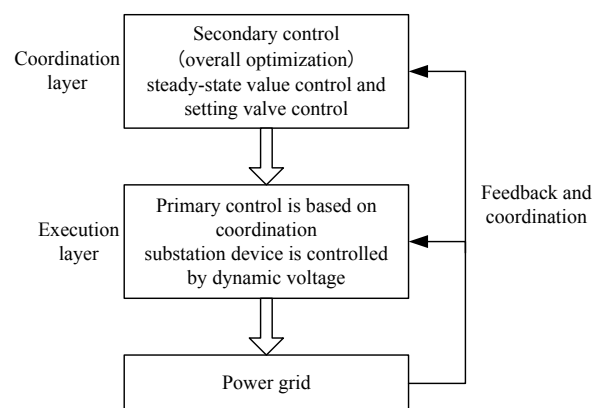 Coordination
layer
Secondary control
（overall optimization）
steady-state value control and
setting valve control
Execution
layer
Primary control is based on
coordination
substation device is controlled
by dynamic voltage
Feedback and
coordination
Power grid